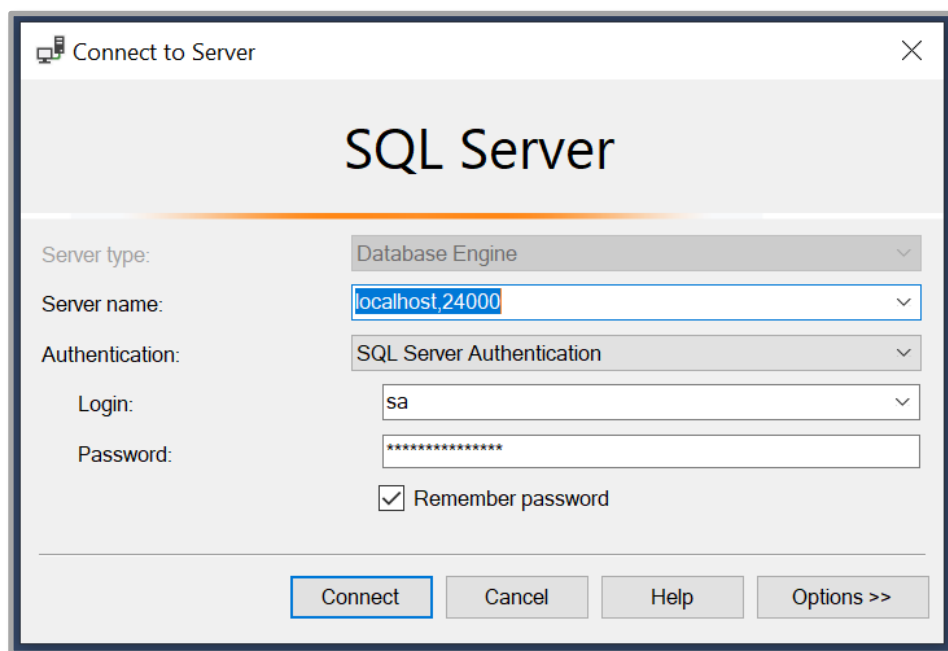 Connect to Server
SQL Server
Server type: Database Engine
Server name: localhost,24000
Authentication: SQL Server Authentication
Login: sa
Password: ***************
Remember password
Connect Cancel Help Options >>